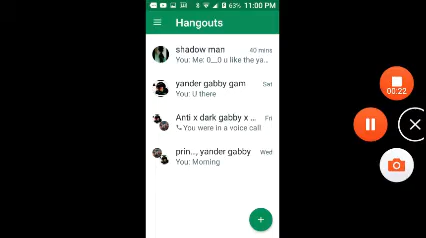 63% 11:00 PM
Hangouts
shadow man 40 mins
You: Me: 0__0 u like the ya...
yander gabby gam Sat
You: U there
Anti x dark gabby x ... Fri
You were in a voice call
prin..., yander gabby Wed
You: Morning
+
00:22